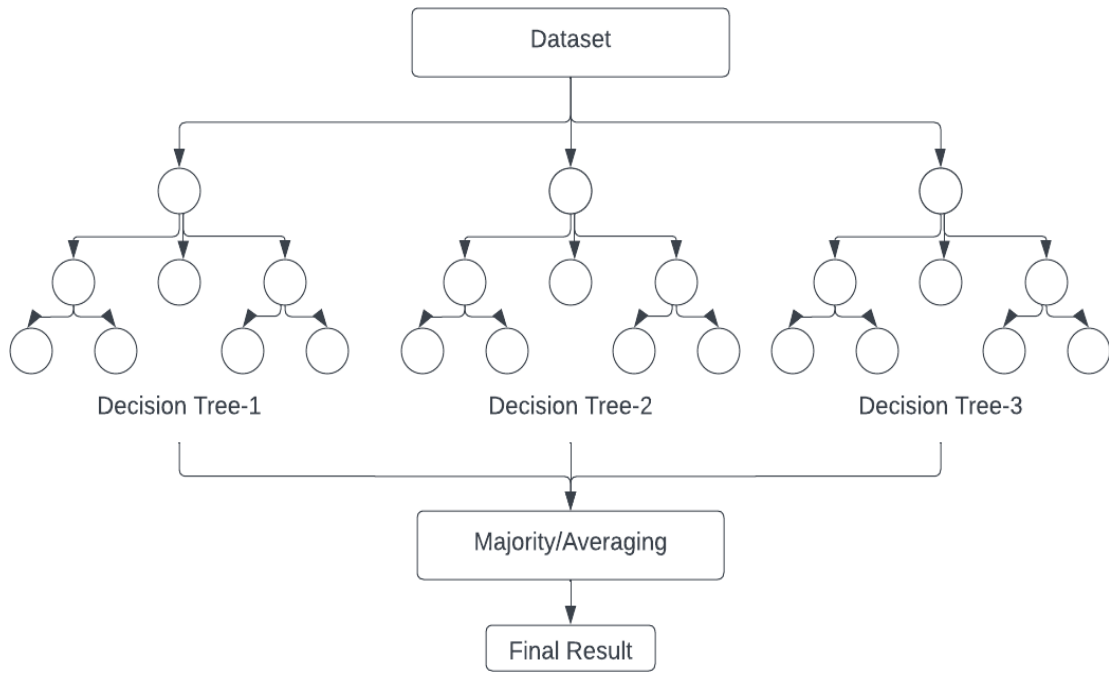 Dataset
Decision Tree-1
Decision Tree-2
Decision Tree-3
Majority/Averaging
Final Result